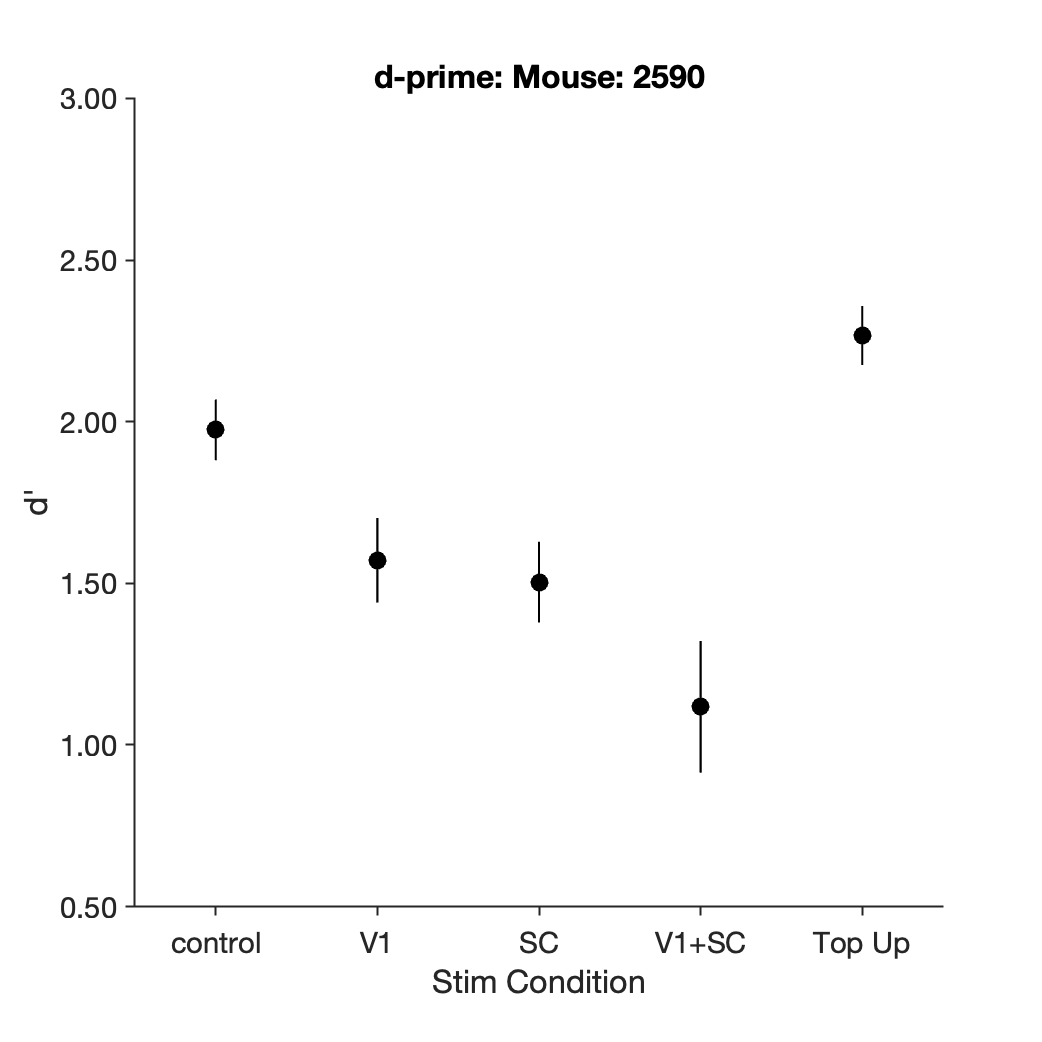 d-prime: Mouse: 2590
3.00
2.50
2.00
1.50
1.00
0.50
d'
control V1 SC V1+SC Top Up
Stim Condition